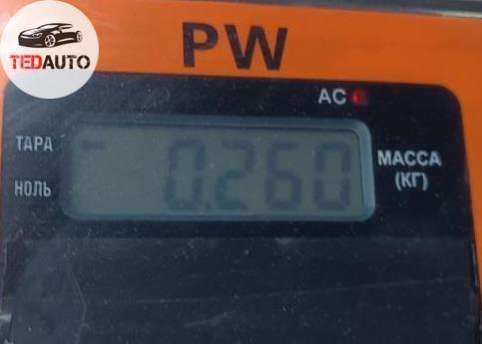 TEDAUTO
PW
AC
ТАРА
0.260
МАССА
(КГ)
НОЛЬ